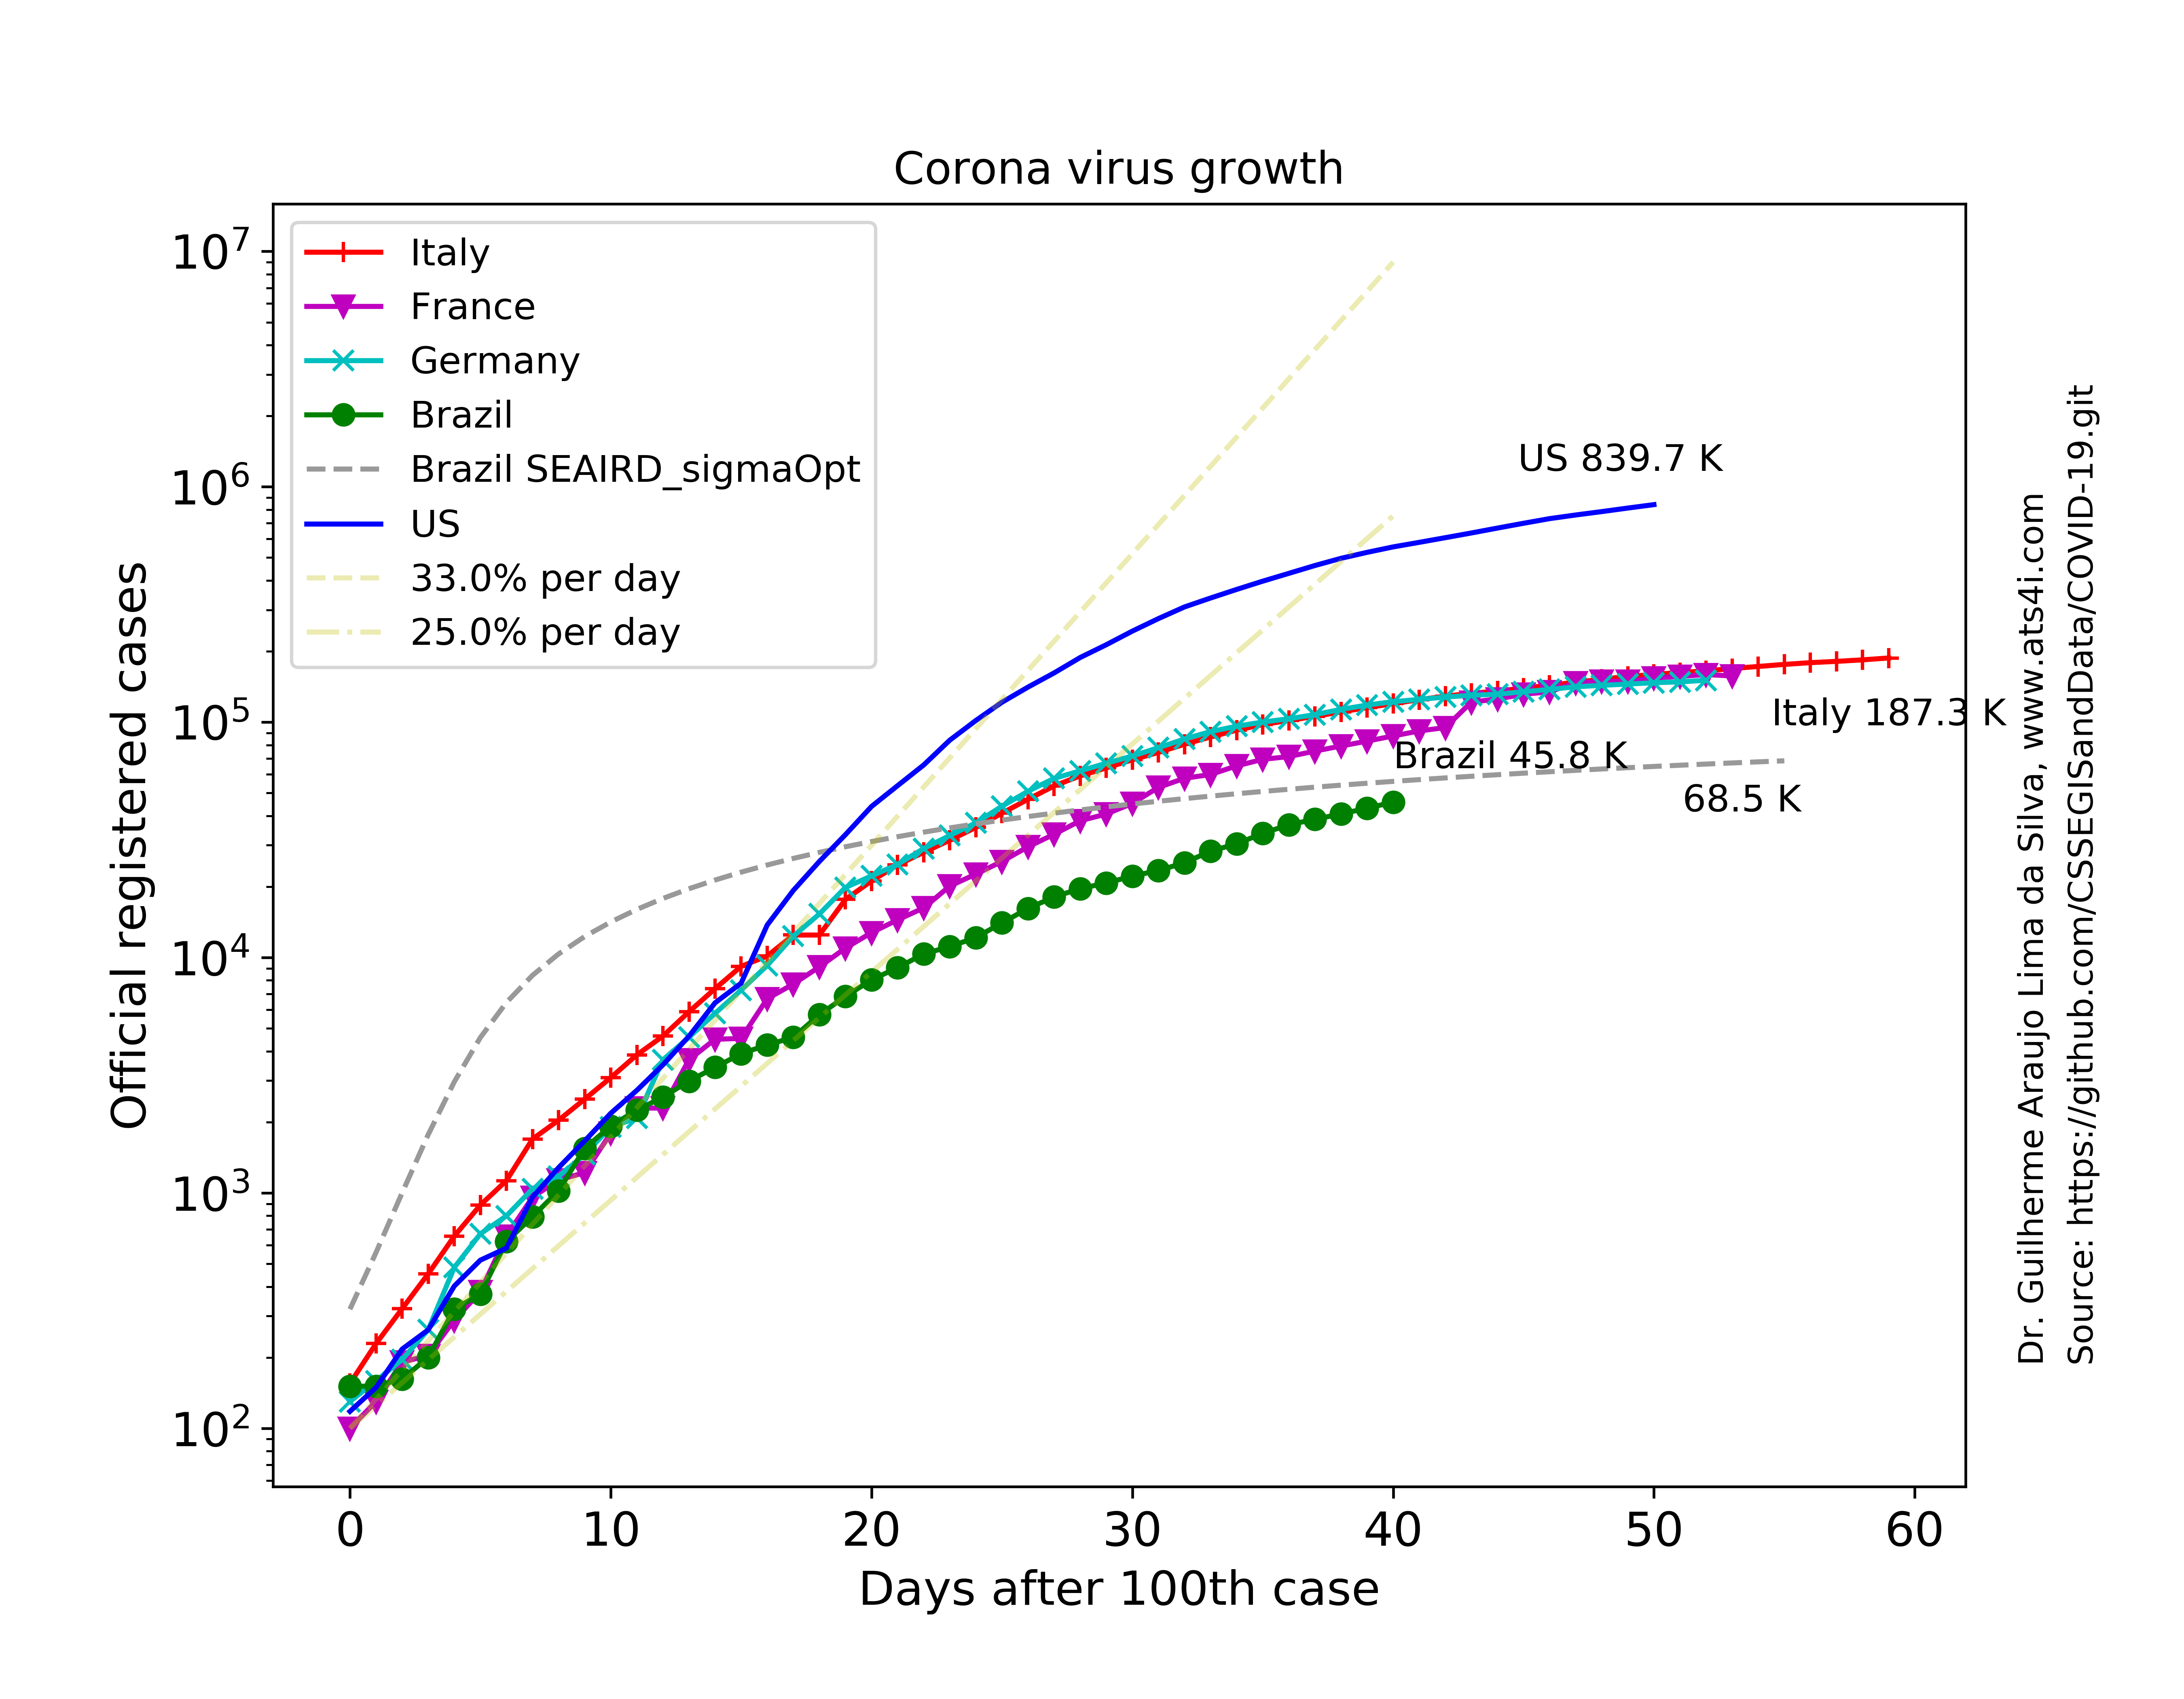 Corona virus growth
Official registered cases
10^7
10^6
10^5
10^4
10^3
10^2
Italy
France
Germany
Brazil
Brazil SEAIRD_sigmaOpt
US
33.0% per day
25.0% per day
US 839.7 K
Italy 187.3 K
Brazil 45.8 K
68.5 K
0 10 20 30 40 50 60
Days after 100th case
Dr. Guilherme Araujo Lima da Silva, www.ats4i.com
Source: https://github.com/CSSEGISandData/COVID-19.git